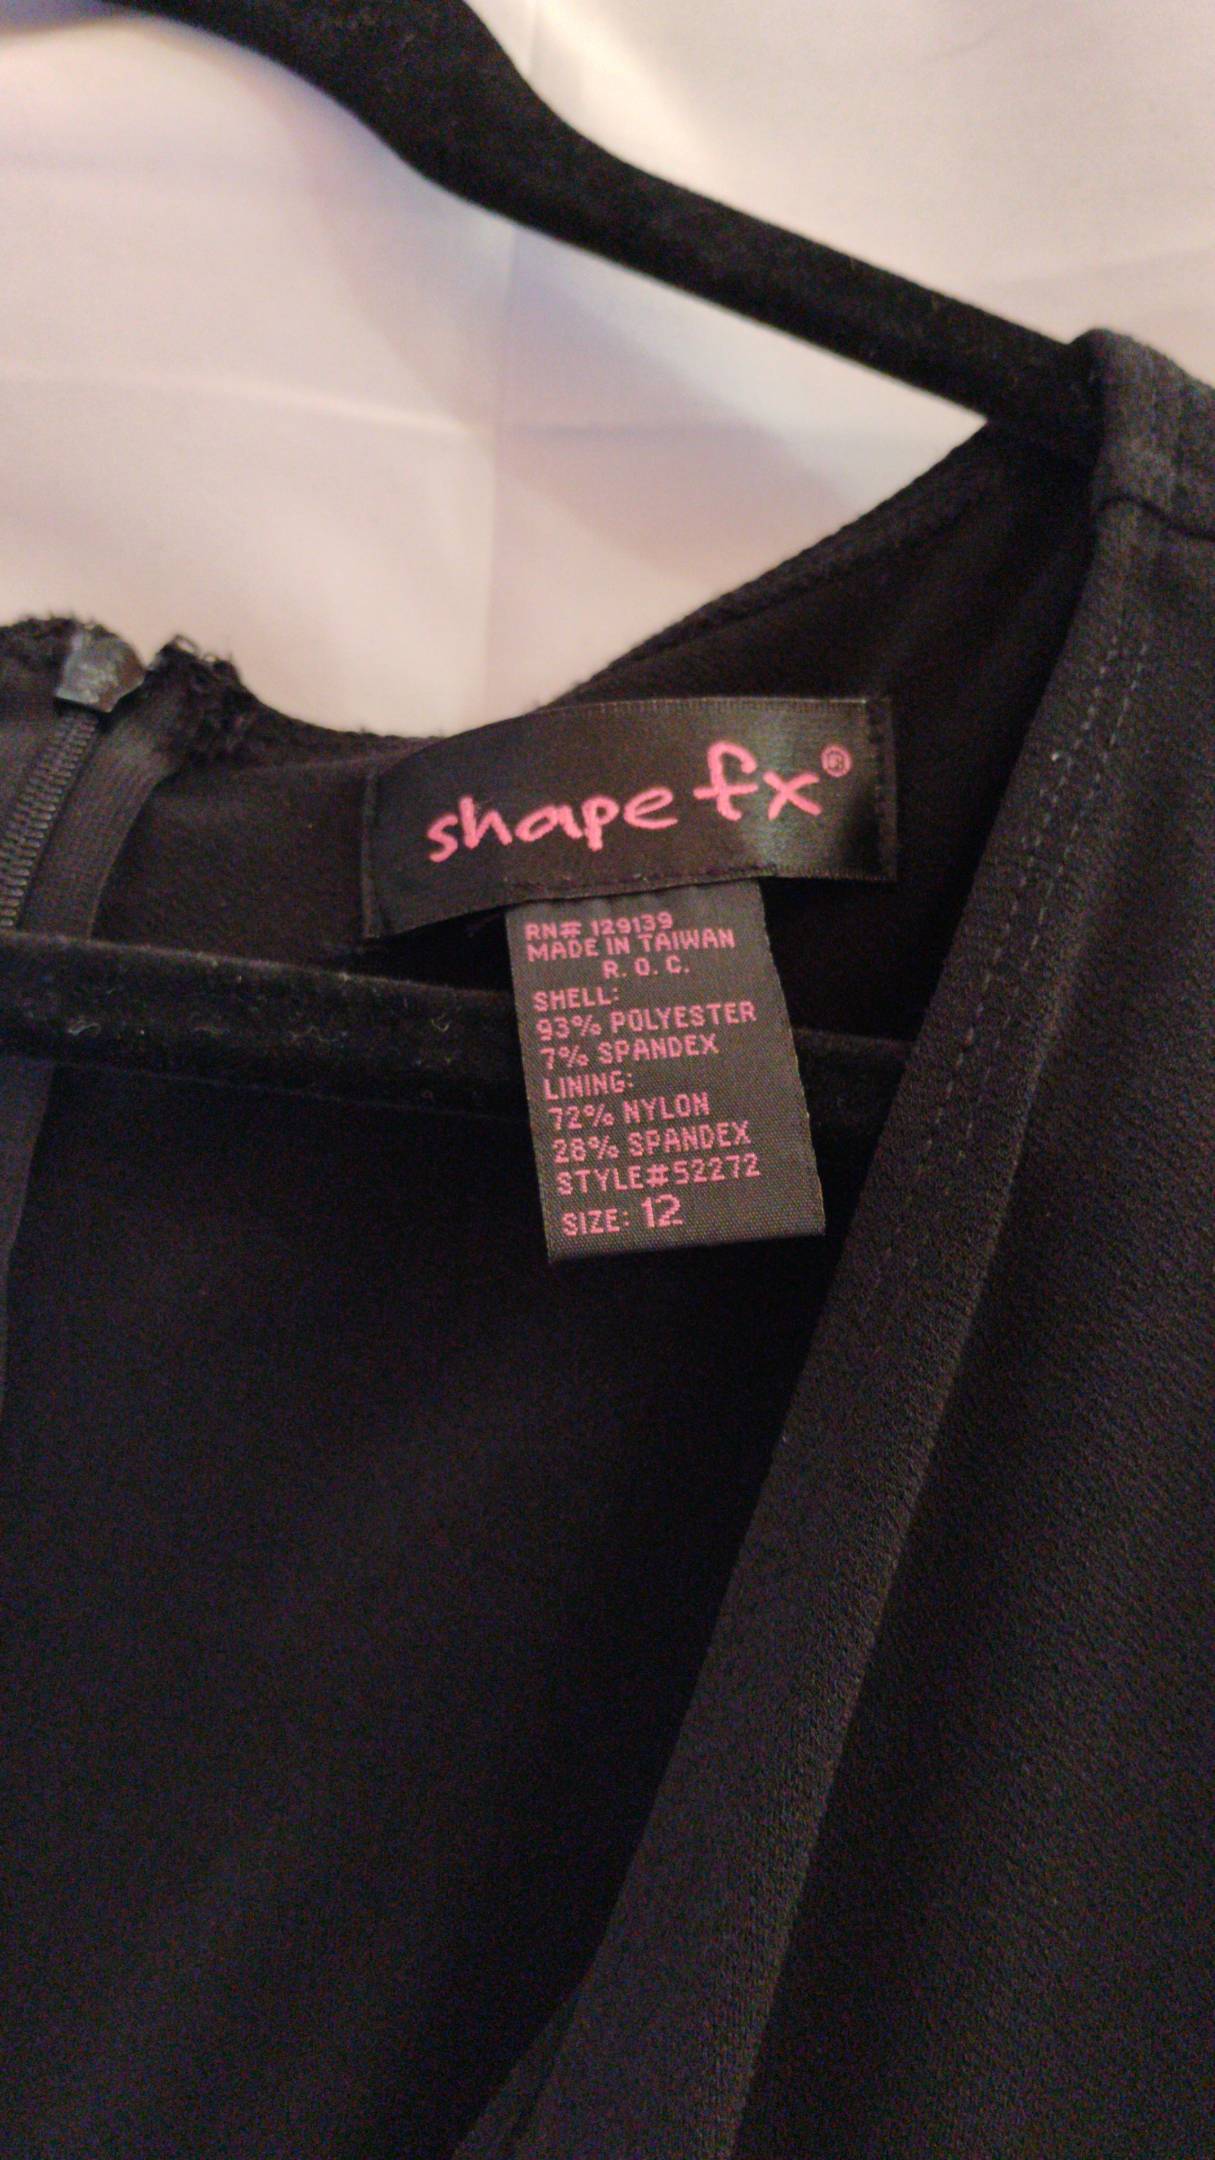 shape fx®
RN# 129139
MADE IN TAIWAN
R. O. C.
SHELL:
93% POLYESTER
7% SPANDEX
LINING:
72% NYLON
28% SPANDEX
STYLE#52272
SIZE: 12